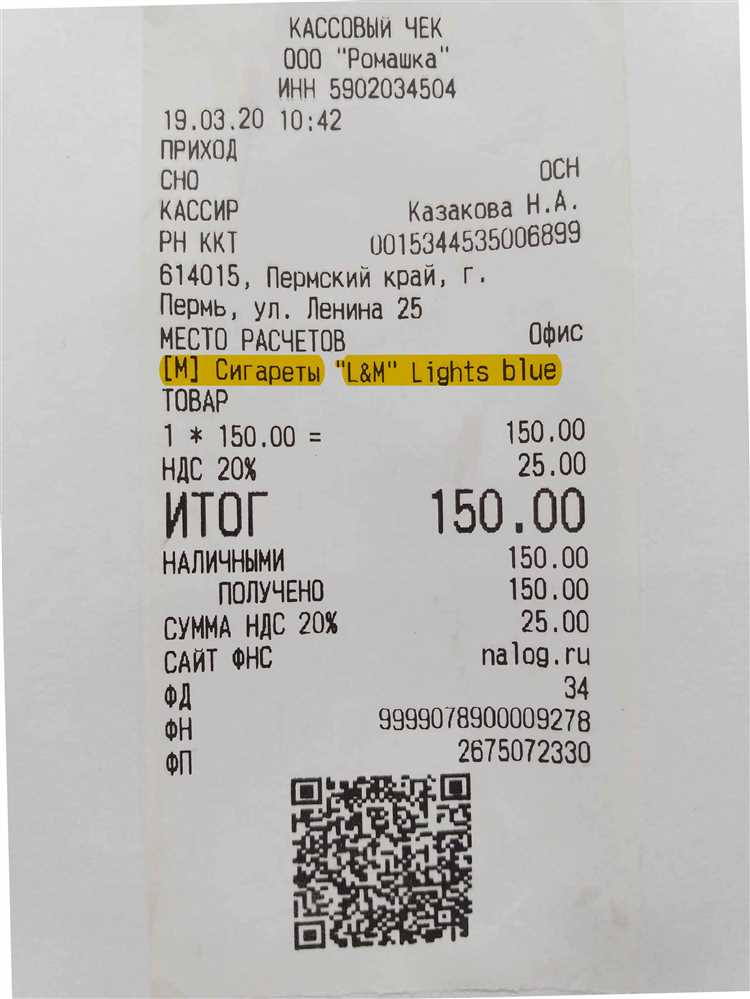 КАССОВЫЙ ЧЕК
ООО "Ромашка"
ИНН 5902034504
19.03.20 10:42
ПРИХОД
СНО ОСН
КАССИР Казакова Н.А.
РН ККТ 0015344535006899
614015, Пермский край, г.
Пермь, ул. Ленина 25
МЕСТО РАСЧЕТОВ Офис
[М] Сигареты "L&M" Lights blue
ТОВАР
1 * 150.00 = 150.00
НДС 20% 25.00
ИТОГ 150.00
НАЛИЧНЫМИ 150.00
ПОЛУЧЕНО 150.00
СУММА НДС 20% 25.00
САЙТ ФНС nalog.ru
ФД 34
ФН 9999078900009278
ФП 2675072330